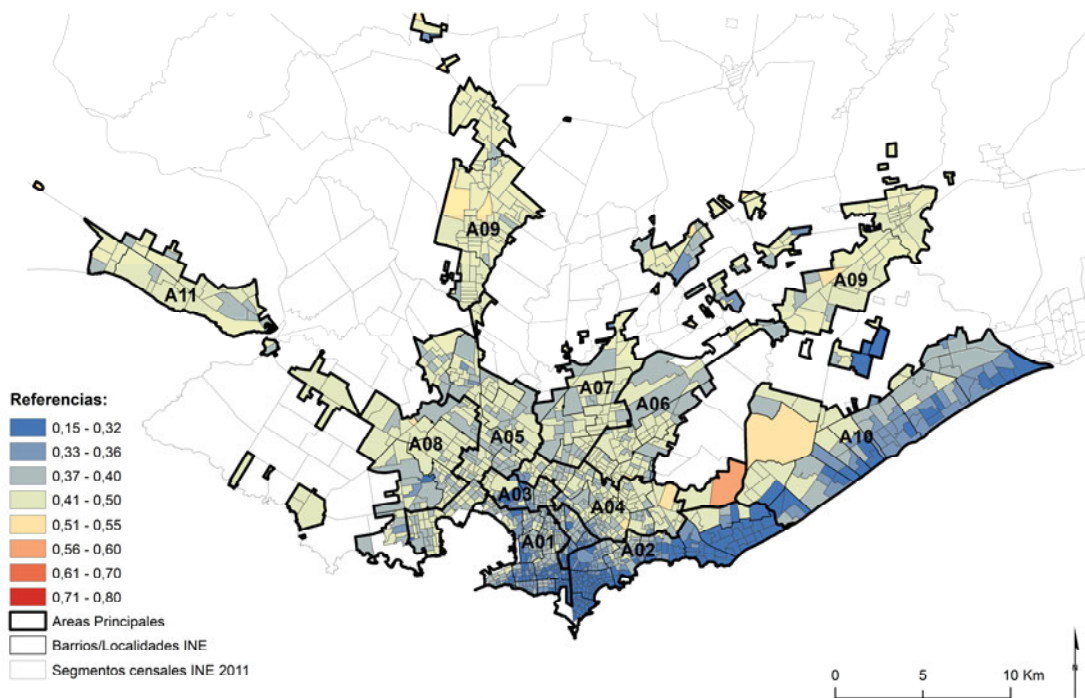 A09
A11
A09
A07
A06
A08
A05
A10
A03
A04
A01
A02
Referencias:
0,15 - 0,32
0,33 - 0,36
0,37 - 0,40
0,41 - 0,50
0,51 - 0,55
0,56 - 0,60
0,61 - 0,70
0,71 - 0,80
Areas Principales
Barrios/Localidades INE
Segmentos censales INE 2011
N
0 5 10 Km